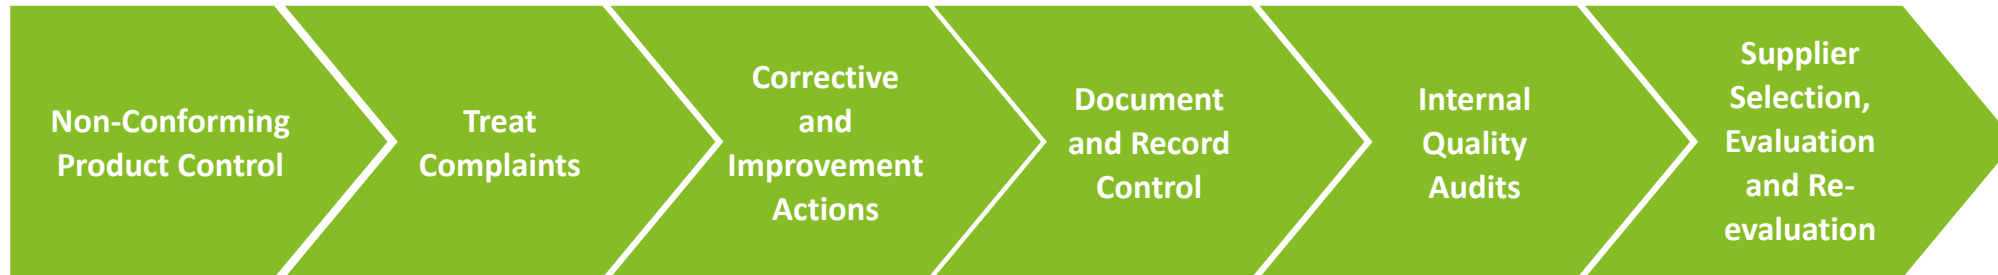 Non-Conforming
Product Control
Treat
Complaints
Corrective
and
Improvement
Actions
Document
and Record
Control
Internal
Quality
Audits
Supplier
Selection,
Evaluation
and Re-
evaluation